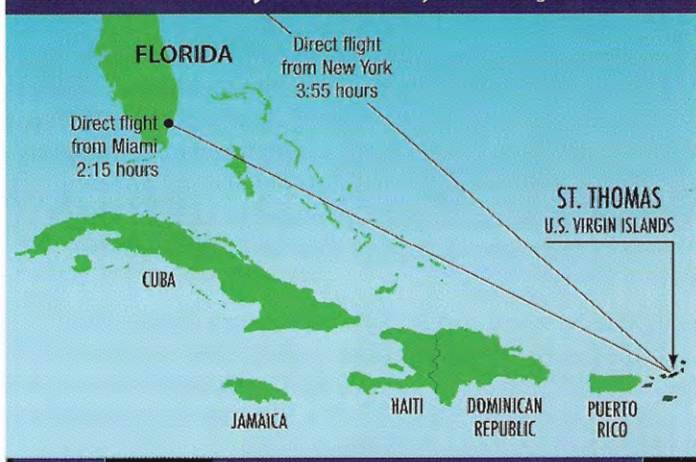 FLORIDA
Direct flight
from New York
3:55 hours
Direct flight
from Miami
2:15 hours
ST. THOMAS
U.S. VIRGIN ISLANDS
CUBA
JAMAICA
HAITI
DOMINICAN
REPUBLIC
PUERTO
RICO